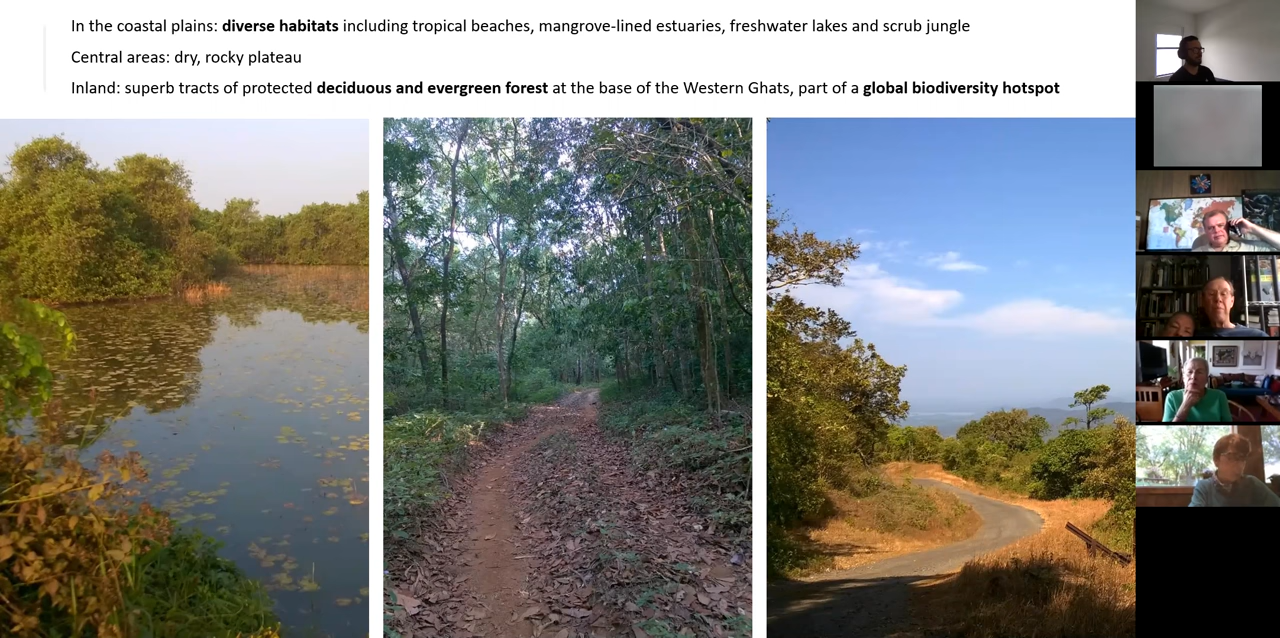 In the coastal plains: diverse habitats including tropical beaches, mangrove-lined estuaries, freshwater lakes and scrub jungle
Central areas: dry, rocky plateau
Inland: superb tracts of protected deciduous and evergreen forest at the base of the Western Ghats, part of a global biodiversity hotspot